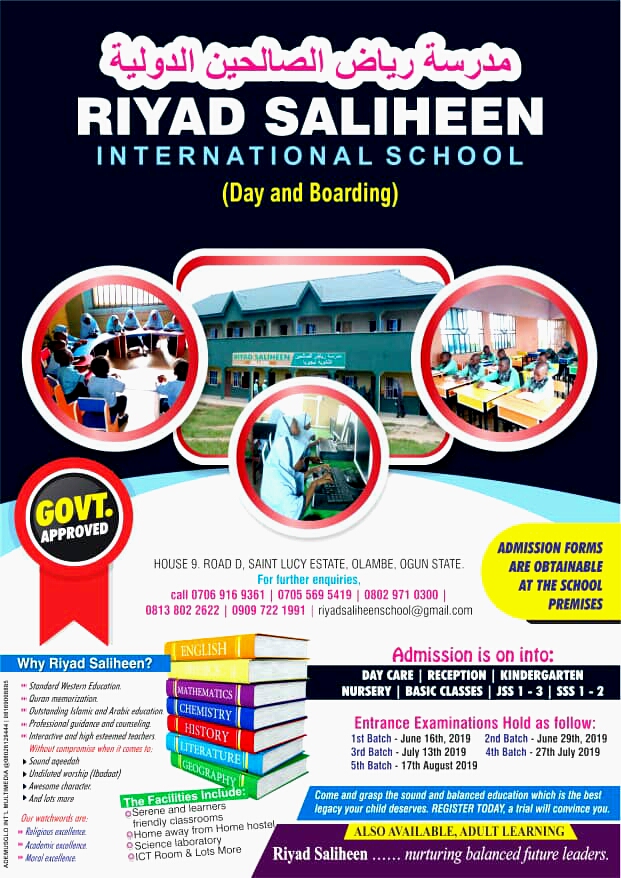 مدرسة رياض الصالحين الدولية
RIYAD SALIHEEN
INTERNATIONAL SCHOOL
(Day and Boarding)
RIYAD SALIHEEN
مدرسة رياض الصالحين
GOVT.
APPROVED
HOUSE 9. ROAD D, SAINT LUCY ESTATE, OLAMBE, OGUN STATE.
For further enquiries,
call 0706 916 9361 | 0705 569 5419 | 0802 971 0300 |
0813 802 2622 | 0909 722 1991 | riyadsaliheenschool@gmail.com
ADMISSION FORMS
ARE OBTAINABLE
AT THE SCHOOL
PREMISES
Why Riyad Saliheen?
Standard Western Education.
Quran memorization.
Outstanding Islamic and Arabic education.
Professional guidance and counseling.
Interactive and high esteemed teachers
Without compromise when it comes to:
Sound aqeedah
Undiluted worship (Ibadaat)
Awesome character.
And lots more
Our watchwords are:
Religious excellence.
Academic excellence.
Moral excellence.
ENGLISH
MATHEMATICS
CHEMISTRY
HISTORY
LITERATURE
GEOGRAPHY
The Facilities Include:
Serene and learners
friendly classrooms
Home away from Home hostel
Science laboratory
ICT Room & Lots More
Admission is on into:
DAY CARE | RECEPTION | KINDERGARTEN
NURSERY | BASIC CLASSES | JSS 1 - 3 | SSS 1 - 2
Entrance Examinations Hold as follow:
1st Batch - June 16th, 2019 2nd Batch - June 29th, 2019
3rd Batch - July 13th 2019 4th Batch - 27th July 2019
5th Batch - 17th August 2019
Come and grasp the sound and balanced education which is the best
legacy your child deserves. REGISTER TODAY, a trial will convince you.
ALSO AVAILABLE, ADULT LEARNING
Riyad Saliheen ...... nurturing balanced future leaders.